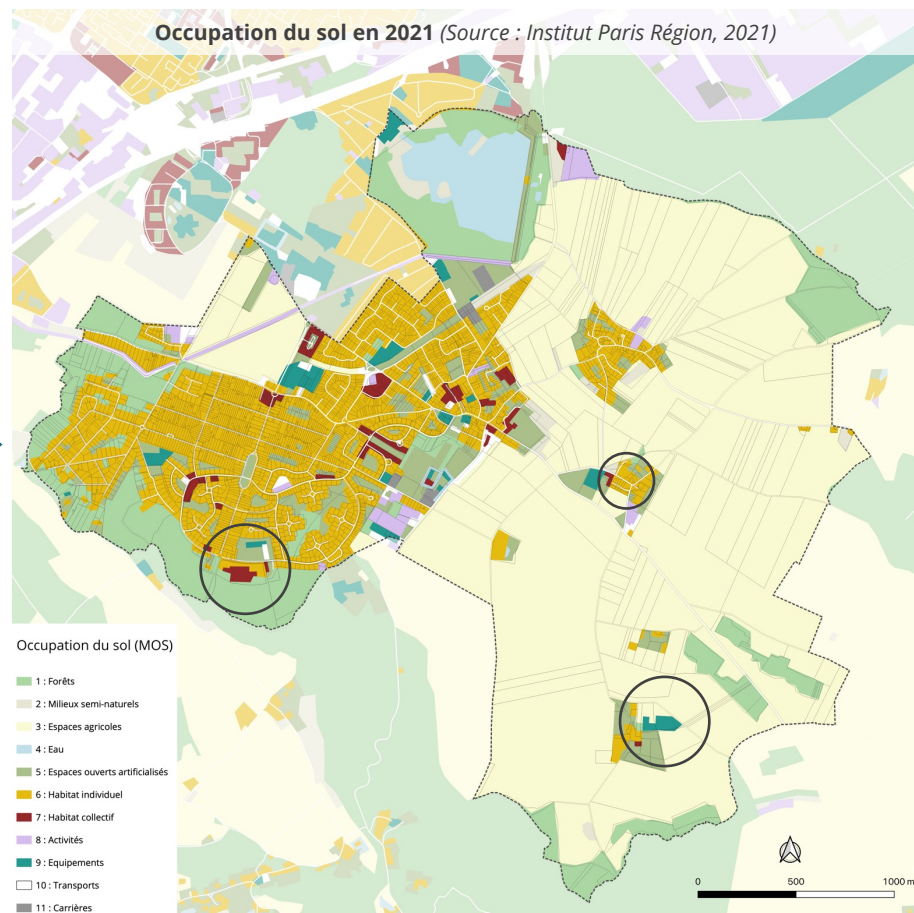 Occupation du sol en 2021 (Source : Institut Paris Région, 2021)
Occupation du sol (MOS)
1 : Forêts
2 : Milieux semi-naturels
3 : Espaces agricoles
4 : Eau
5 : Espaces ouverts artificialisés
6 : Habitat individuel
7 : Habitat collectif
8 : Activités
9 : Equipements
10 : Transports
11 : Carrières
0 500 1000 m